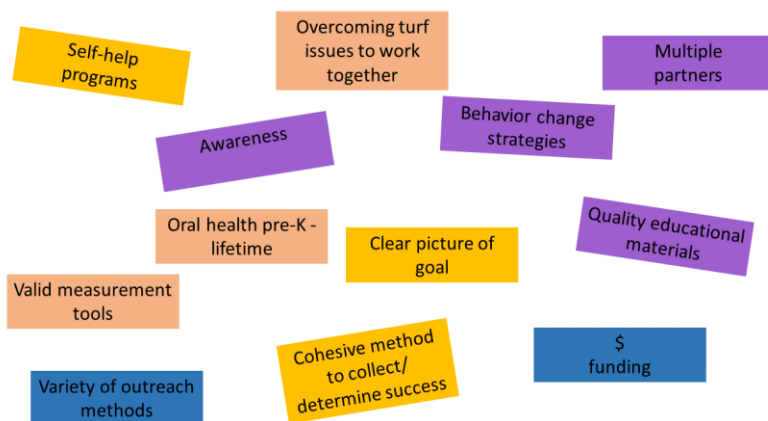 Self-help
programs
Overcoming turf
issues to work
together
Multiple
partners
Awareness
Behavior change
strategies
Oral health pre-K -
lifetime
Clear picture of
goal
Quality educational
materials
Valid measurement
tools
Cohesive method
to collect/
determine success
$
funding
Variety of outreach
methods